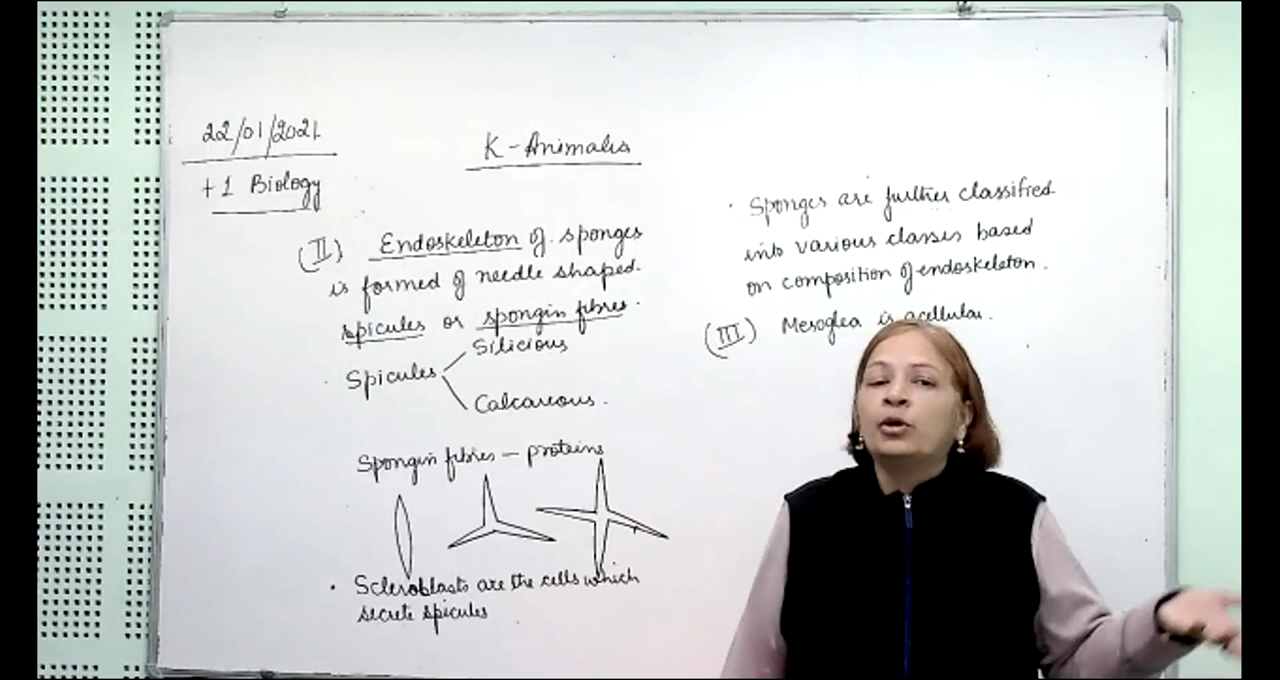 22/01/2021
+1 Biology
K-Animalia
(II) Endoskeleton of sponges
is formed of needle shaped
spicules or spongin fibres.
Spicules
Silicious
Calcareous.
Spongin fibres — proteins
• Scleroblasts are the cells which
secrete spicules
• Sponges are further classified
into various classes based
on composition of endoskeleton.
(III) Mesoglea is acellular.